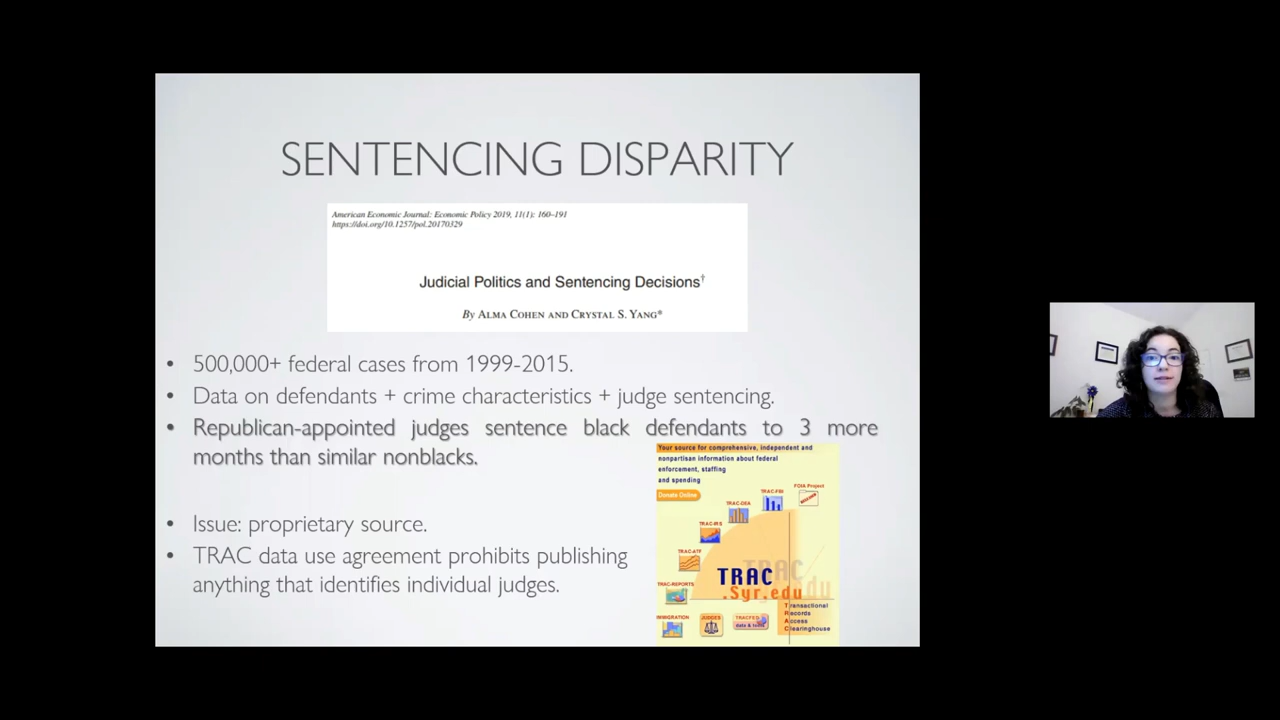 SENTENCING DISPARITY
American Economic Journal: Economic Policy 2019, 11(1): 160–191
https://doi.org/10.1257/pol.20170329
Judicial Politics and Sentencing Decisions†
By ALMA COHEN AND CRYSTAL S. YANG*
• 500,000+ federal cases from 1999-2015.
• Data on defendants + crime characteristics + judge sentencing.
• Republican-appointed judges sentence black defendants to 3 more
months than similar nonblacks.
• Issue: proprietary source.
• TRAC data use agreement prohibits publishing
anything that identifies individual judges.
Your source for comprehensive, independent and
nonpartisan information about federal
enforcement, staffing
and spending
Donate Online
FOIA Project
TRAC-FBI
TRAC-DEA
TRAC-IRS
TRAC-ATF
TRAC-REPORTS
TRAC
.Syr.edu
Transactional
Records
Access
Clearinghouse
IMMIGRATION
JUDGES
TRACFED
data & tools